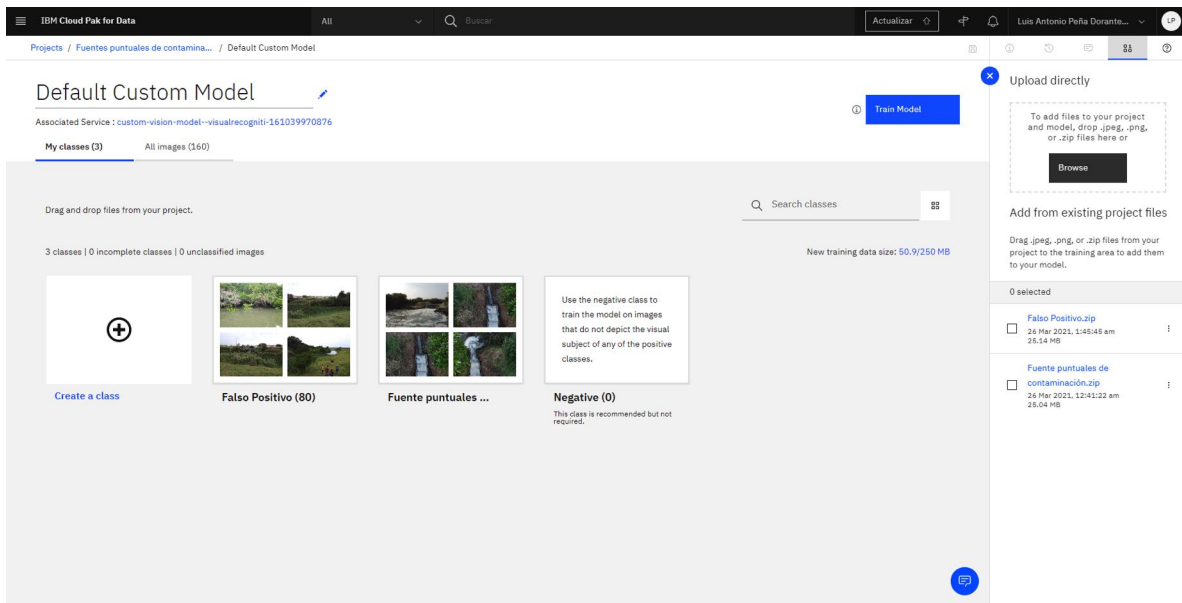 IBM Cloud Pak for Data
All
Buscar
Actualizar
Luis Antonio Peña Dorante...
LP
Projects / Fuentes puntuales de contamina... / Default Custom Model
Default Custom Model
Associated Service : custom-vision-model--visualrecogniti-161039970876
Train Model
My classes (3)
All images (160)
Drag and drop files from your project.
Search classes
3 classes | 0 incomplete classes | 0 unclassified images
New training data size: 50.9/250 MB
Create a class
Falso Positivo (80)
Fuente puntuales ...
Use the negative class to
train the model on images
that do not depict the visual
subject of any of the positive
classes.
Negative (0)
This class is recommended but not
required.
Upload directly
To add files to your project
and model, drop .jpeg, .png,
or .zip files here or
Browse
Add from existing project files
Drag .jpeg, .png, or .zip files from your
project to the training area to add them
to your model.
0 selected
Falso Positivo.zip
26 Mar 2021, 1:45:45 am
25.14 MB
Fuente puntuales de
contaminación.zip
26 Mar 2021, 12:41:22 am
25.04 MB